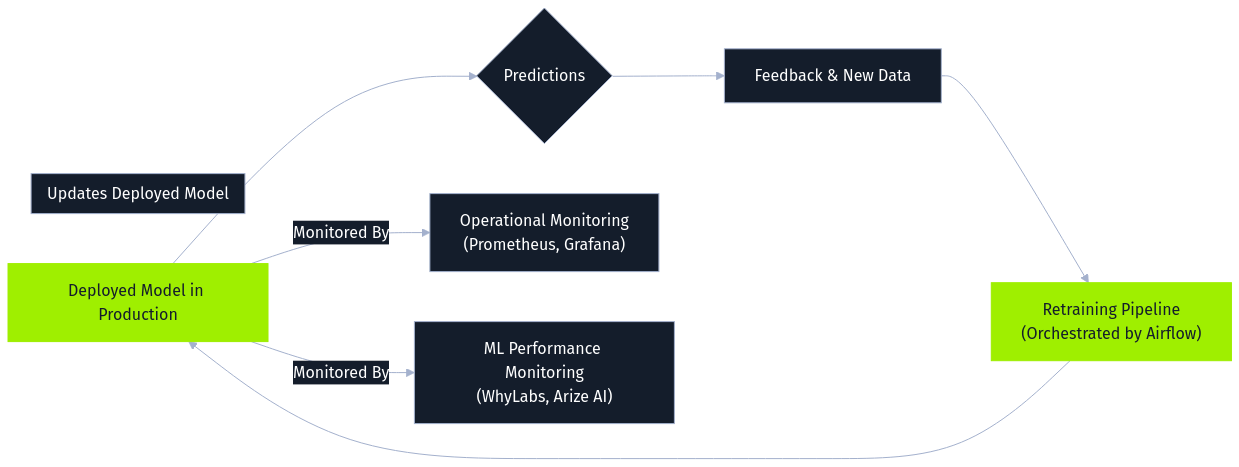 Predictions
Feedback & New Data
Updates Deployed Model
Operational Monitoring
(Prometheus, Grafana)
Monitored By
Deployed Model in
Production
Retraining Pipeline
(Orchestrated by Airflow)
ML Performance
Monitoring
(WhyLabs, Arize AI)
Monitored By